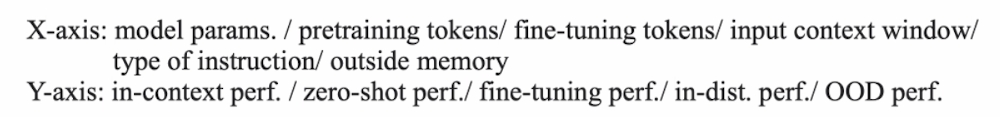 X-axis: model params. / pretraining tokens/ fine-tuning tokens/ input context window/
type of instruction/ outside memory
Y-axis: in-context perf. / zero-shot perf./ fine-tuning perf./ in-dist. perf./ OOD perf.